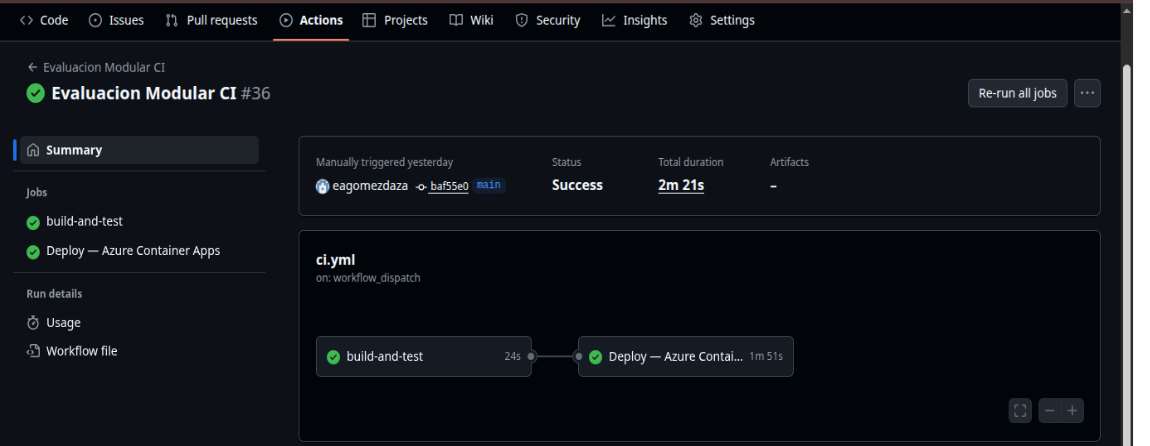 Code Issues Pull requests Actions Projects Wiki Security Insights Settings
Evaluacion Modular CI
Evaluacion Modular CI #36
Re-run all jobs
Summary
Jobs
build-and-test
Deploy — Azure Container Apps
Run details
Usage
Workflow file
Manually triggered yesterday Status Total duration Artifacts
eagomezdaza baf55e0 main Success 2m 21s –
ci.yml
on: workflow_dispatch
build-and-test 24s Deploy — Azure Contai... 1m 51s